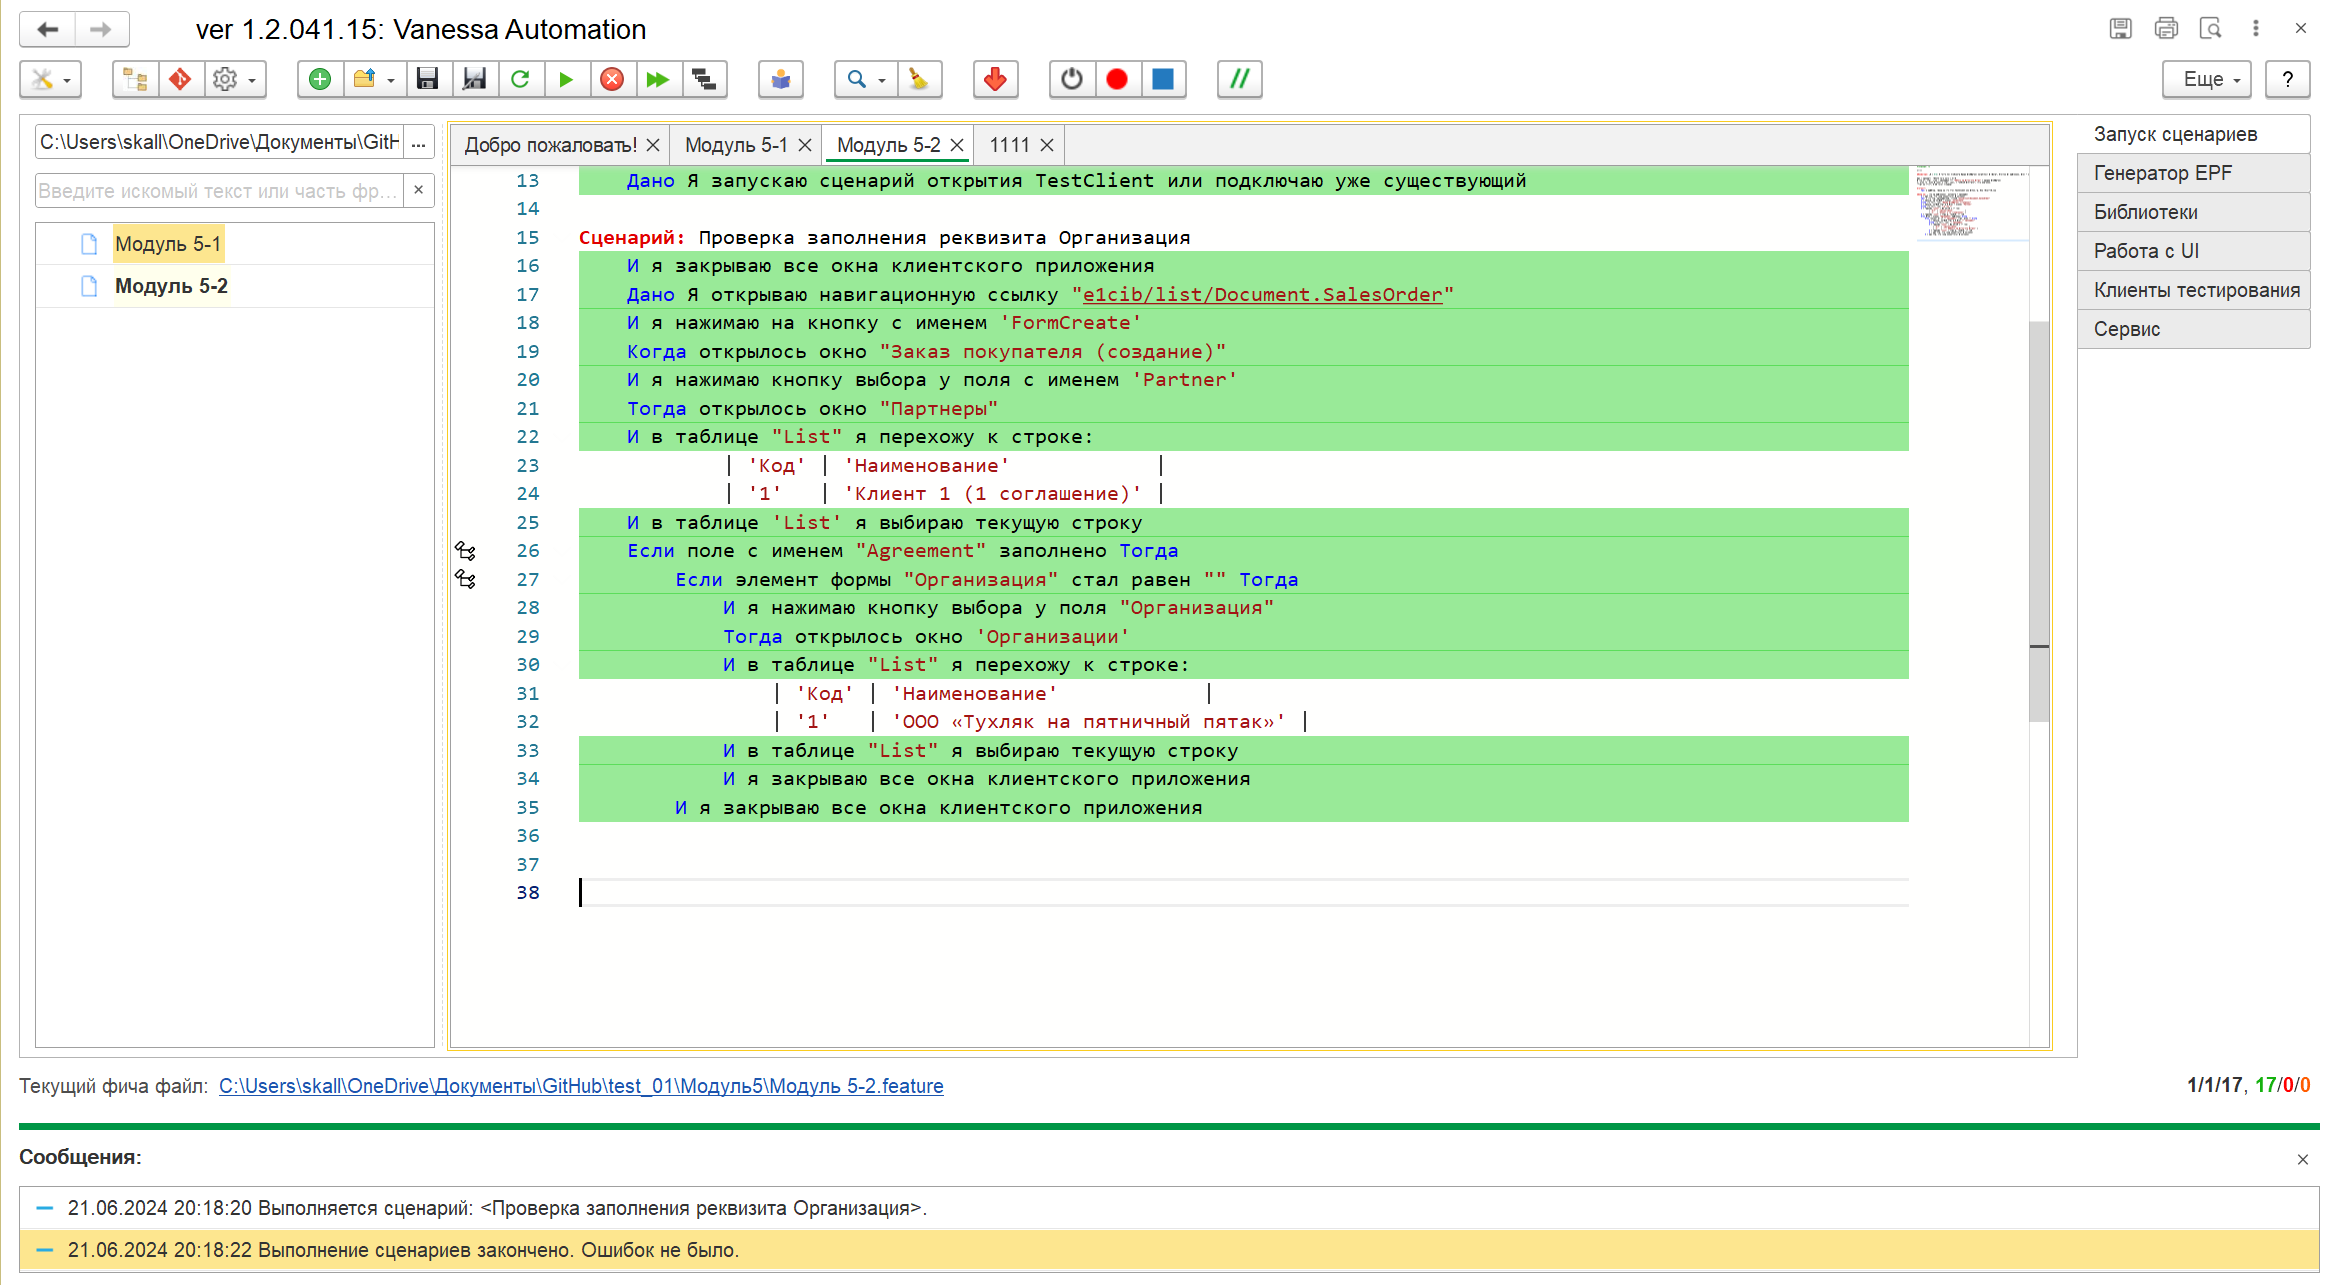 ver 1.2.041.15: Vanessa Automation
Еще
?
C:\Users\skall\OneDrive\Документы\GitH
...
Введите искомый текст или часть фр...
Модуль 5-1
Модуль 5-2
Добро пожаловать!
Модуль 5-1
Модуль 5-2
1111
13 Дано Я запускаю сценарий открытия TestClient или подключаю уже существующий
14
15 Сценарий: Проверка заполнения реквизита Организация
16 И я закрываю все окна клиентского приложения
17 Дано Я открываю навигационную ссылку "e1cib/list/Document.SalesOrder"
18 И я нажимаю на кнопку с именем 'FormCreate'
19 Когда открылось окно "Заказ покупателя (создание)"
20 И я нажимаю кнопку выбора у поля с именем 'Partner'
21 Тогда открылось окно "Партнеры"
22 И в таблице "List" я перехожу к строке:
23 | 'Код' | 'Наименование' |
24 | '1' | 'Клиент 1 (1 соглашение)' |
25 И в таблице 'List' я выбираю текущую строку
26 Если поле с именем "Agreement" заполнено Тогда
27 Если элемент формы "Организация" стал равен "" Тогда
28 И я нажимаю кнопку выбора у поля "Организация"
29 Тогда открылось окно 'Организации'
30 И в таблице "List" я перехожу к строке:
31 | 'Код' | 'Наименование' |
32 | '1' | 'ООО «Тухляк на пятничный пятак»' |
33 И в таблице "List" я выбираю текущую строку
34 И я закрываю все окна клиентского приложения
35 И я закрываю все окна клиентского приложения
36
37
38
Запуск сценариев
Генератор EPF
Библиотеки
Работа с UI
Клиенты тестирования
Сервис
Текущий фича файл: C:\Users\skall\OneDrive\Документы\GitHub\test_01\Модуль5\Модуль 5-2.feature
1/1/17, 17/0/0
Сообщения:
21.06.2024 20:18:20 Выполняется сценарий: <Проверка заполнения реквизита Организация>.
21.06.2024 20:18:22 Выполнение сценариев закончено. Ошибок не было.